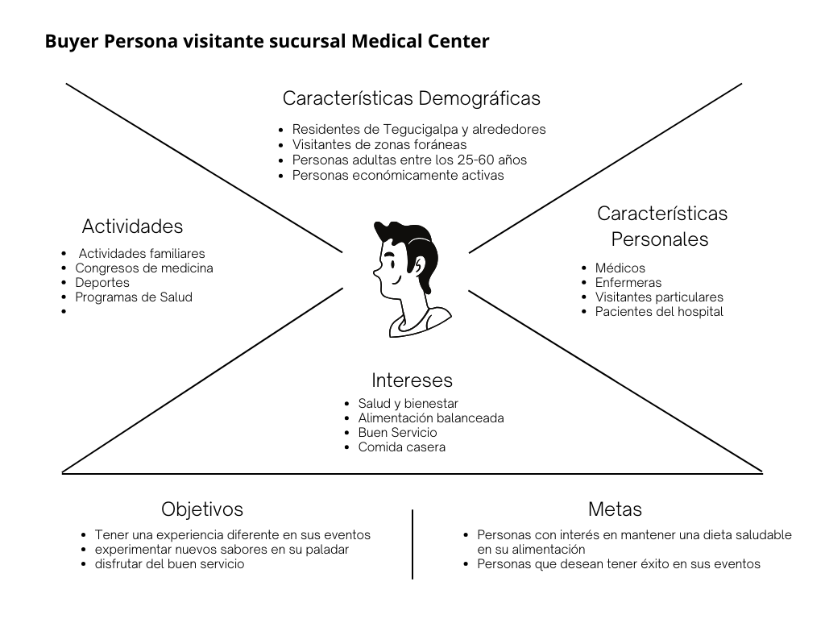 Buyer Persona visitante sucursal Medical Center
Características Demográficas
• Residentes de Tegucigalpa y alrededores
• Visitantes de zonas foráneas
• Personas adultas entre los 25-60 años
• Personas económicamente activas
Actividades
• Actividades familiares
• Congresos de medicina
• Deportes
• Programas de Salud
•
Características
Personales
• Médicos
• Enfermeras
• Visitantes particulares
• Pacientes del hospital
Intereses
• Salud y bienestar
• Alimentación balanceada
• Buen Servicio
• Comida casera
Objetivos
• Tener una experiencia diferente en sus eventos
• experimentar nuevos sabores en su paladar
• disfrutar del buen servicio
Metas
• Personas con interés en mantener una dieta saludable
en su alimentación
• Personas que desean tener éxito en sus eventos